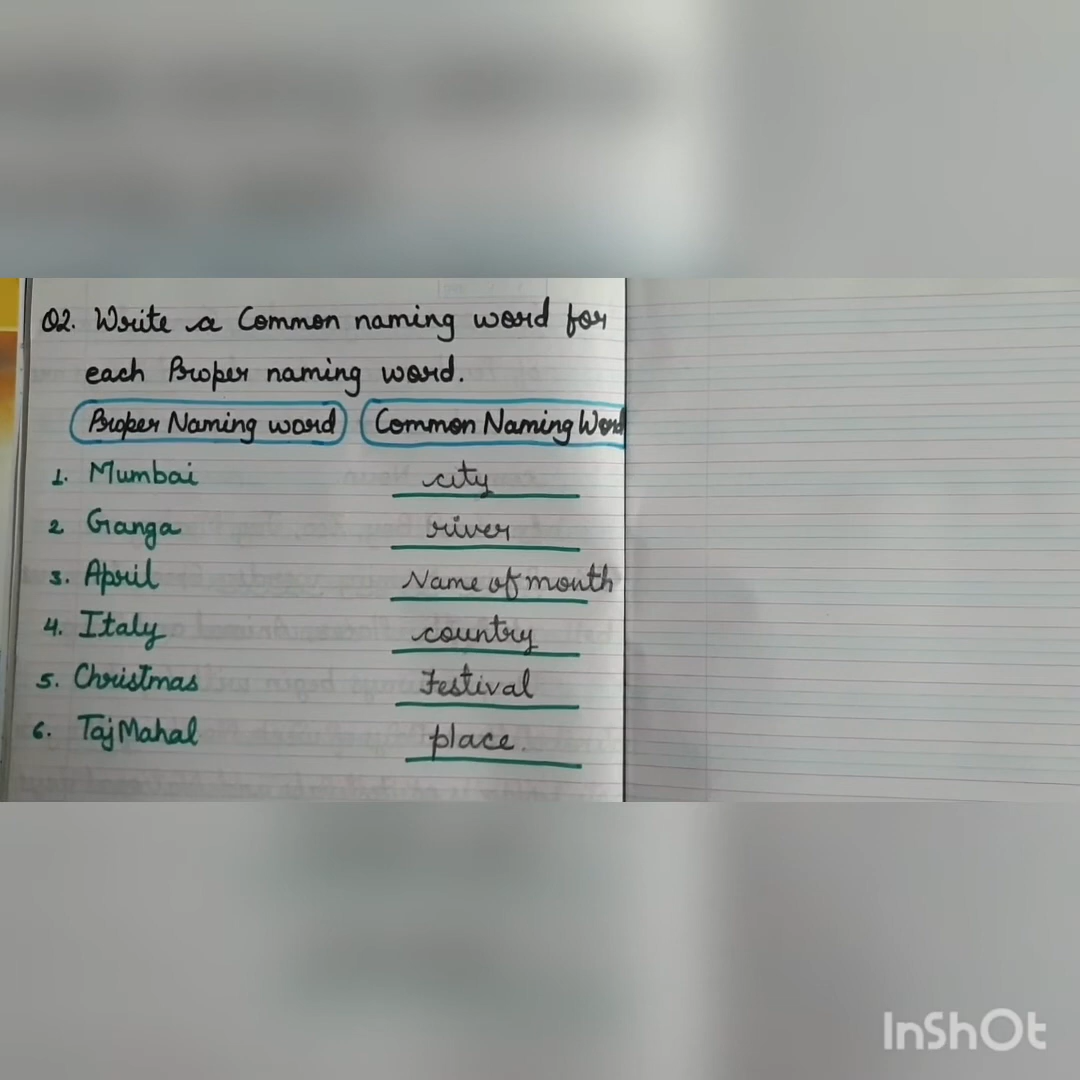 Q2. Write a Common naming word for
each Proper naming word.
Proper Naming word Common Naming Word
1. Mumbai city
2 Ganga river
3. April Name of month
4. Italy country
5. Christmas Festival
6. Taj Mahal place.
InShOt